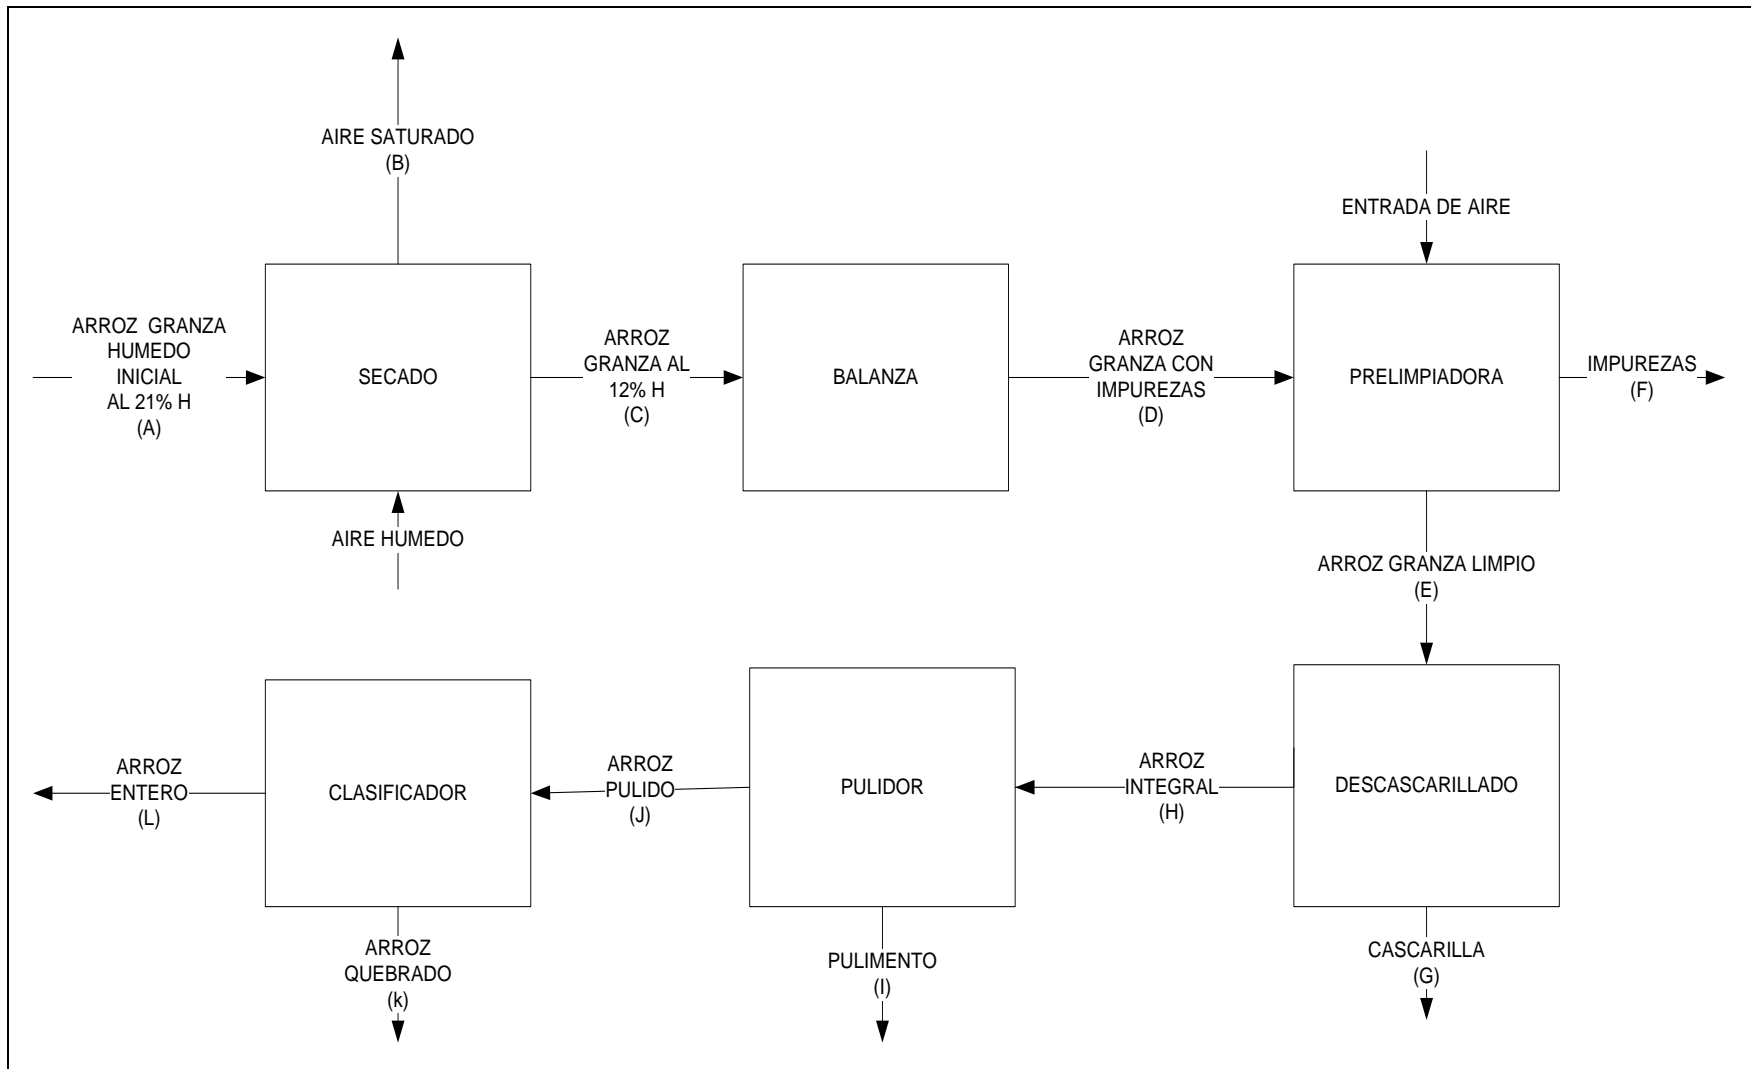 AIRE SATURADO
(B)
ENTRADA DE AIRE
ARROZ GRANZA
HUMEDO
INICIAL
AL 21% H
(A)
SECADO
ARROZ
GRANZA AL
12% H
(C)
BALANZA
ARROZ
GRANZA CON
IMPUREZAS
(D)
PRELIMPIADORA
IMPUREZAS
(F)
AIRE HUMEDO
ARROZ GRANZA LIMPIO
(E)
ARROZ
ENTERO
(L)
CLASIFICADOR
ARROZ
PULIDO
(J)
PULIDOR
ARROZ
INTEGRAL
(H)
DESCASCARILLADO
ARROZ
QUEBRADO
(k)
PULIMENTO
(I)
CASCARILLA
(G)